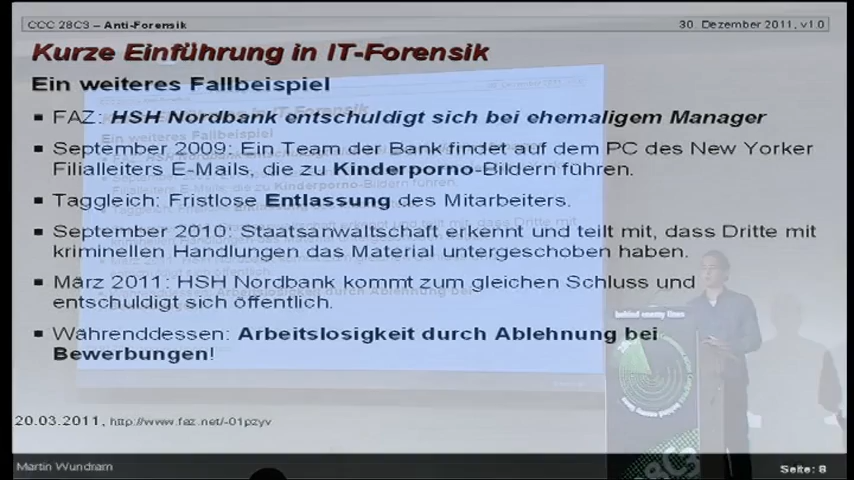 CCC 28C3 – Anti-Forensik
30. Dezember 2011, v1.0
Kurze Einführung in IT-Forensik
Ein weiteres Fallbeispiel
FAZ: HSH Nordbank entschuldigt sich bei ehemaligem Manager
September 2009: Ein Team der Bank findet auf dem PC des New Yorker
Filialleiters E-Mails, die zu Kinderporno-Bildern führen.
Taggleich: Fristlose Entlassung des Mitarbeiters.
September 2010: Staatsanwaltschaft erkennt und teilt mit, dass Dritte mit
kriminellen Handlungen das Material untergeschoben haben.
März 2011: HSH Nordbank kommt zum gleichen Schluss und
entschuldigt sich öffentlich.
Währenddessen: Arbeitslosigkeit durch Ablehnung bei
Bewerbungen!
behind enemy lines
20.03.2011, http://www.faz.net/-01pzyv
28C3
Martin Wundram
Seite: 8